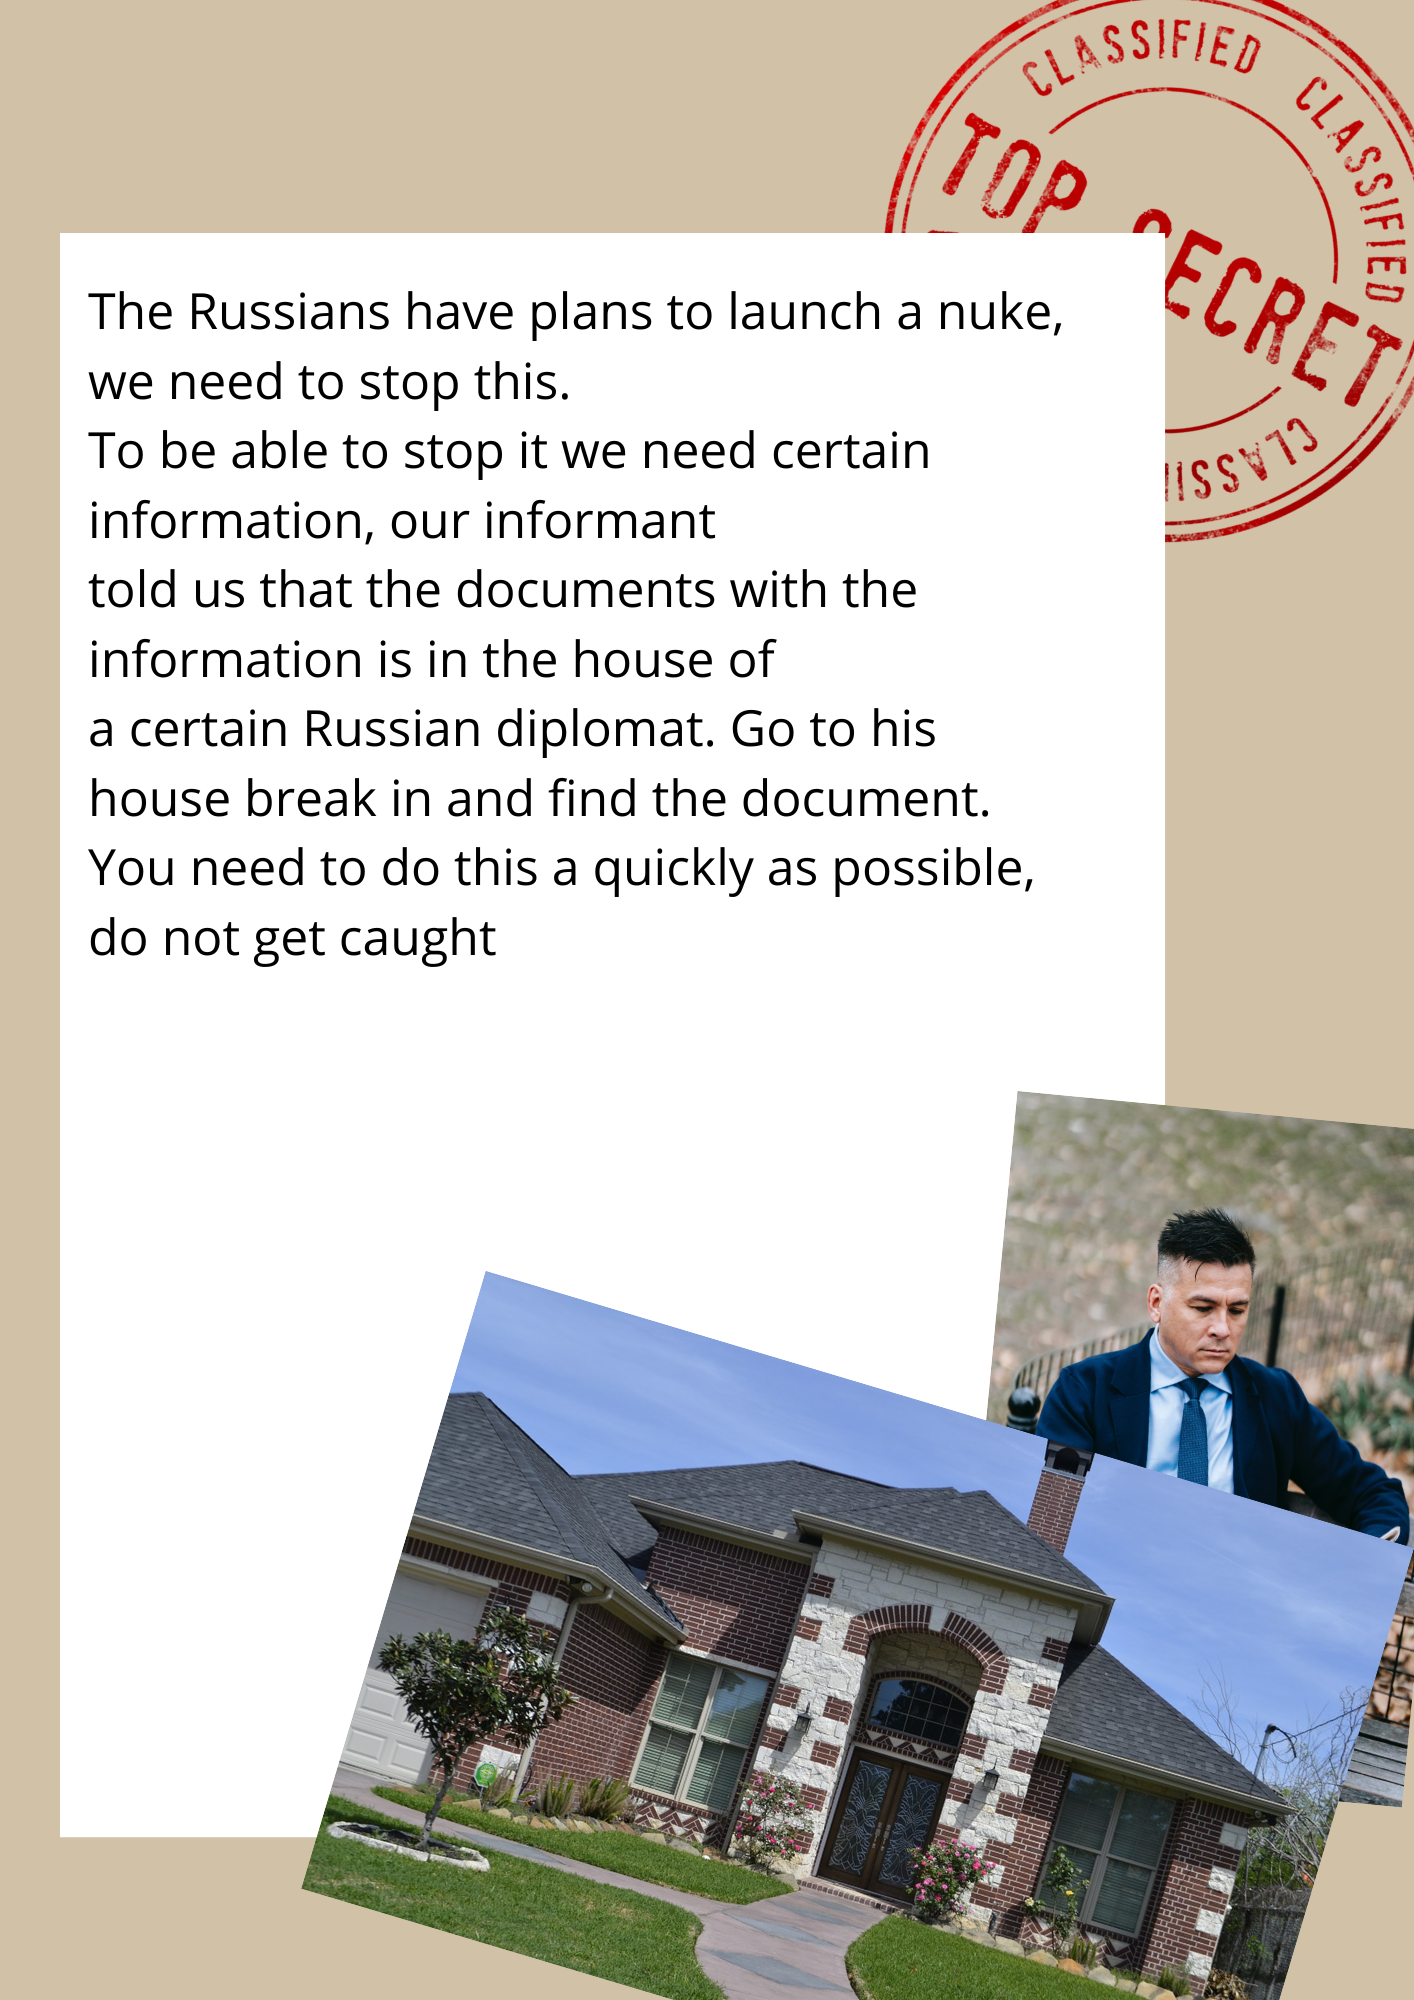 CLASSIFIED CLASSIFIED
TOP SECRET
The Russians have plans to launch a nuke,
we need to stop this.
To be able to stop it we need certain
information, our informant
told us that the documents with the
information is in the house of
a certain Russian diplomat. Go to his
house break in and find the document.
You need to do this a quickly as possible,
do not get caught